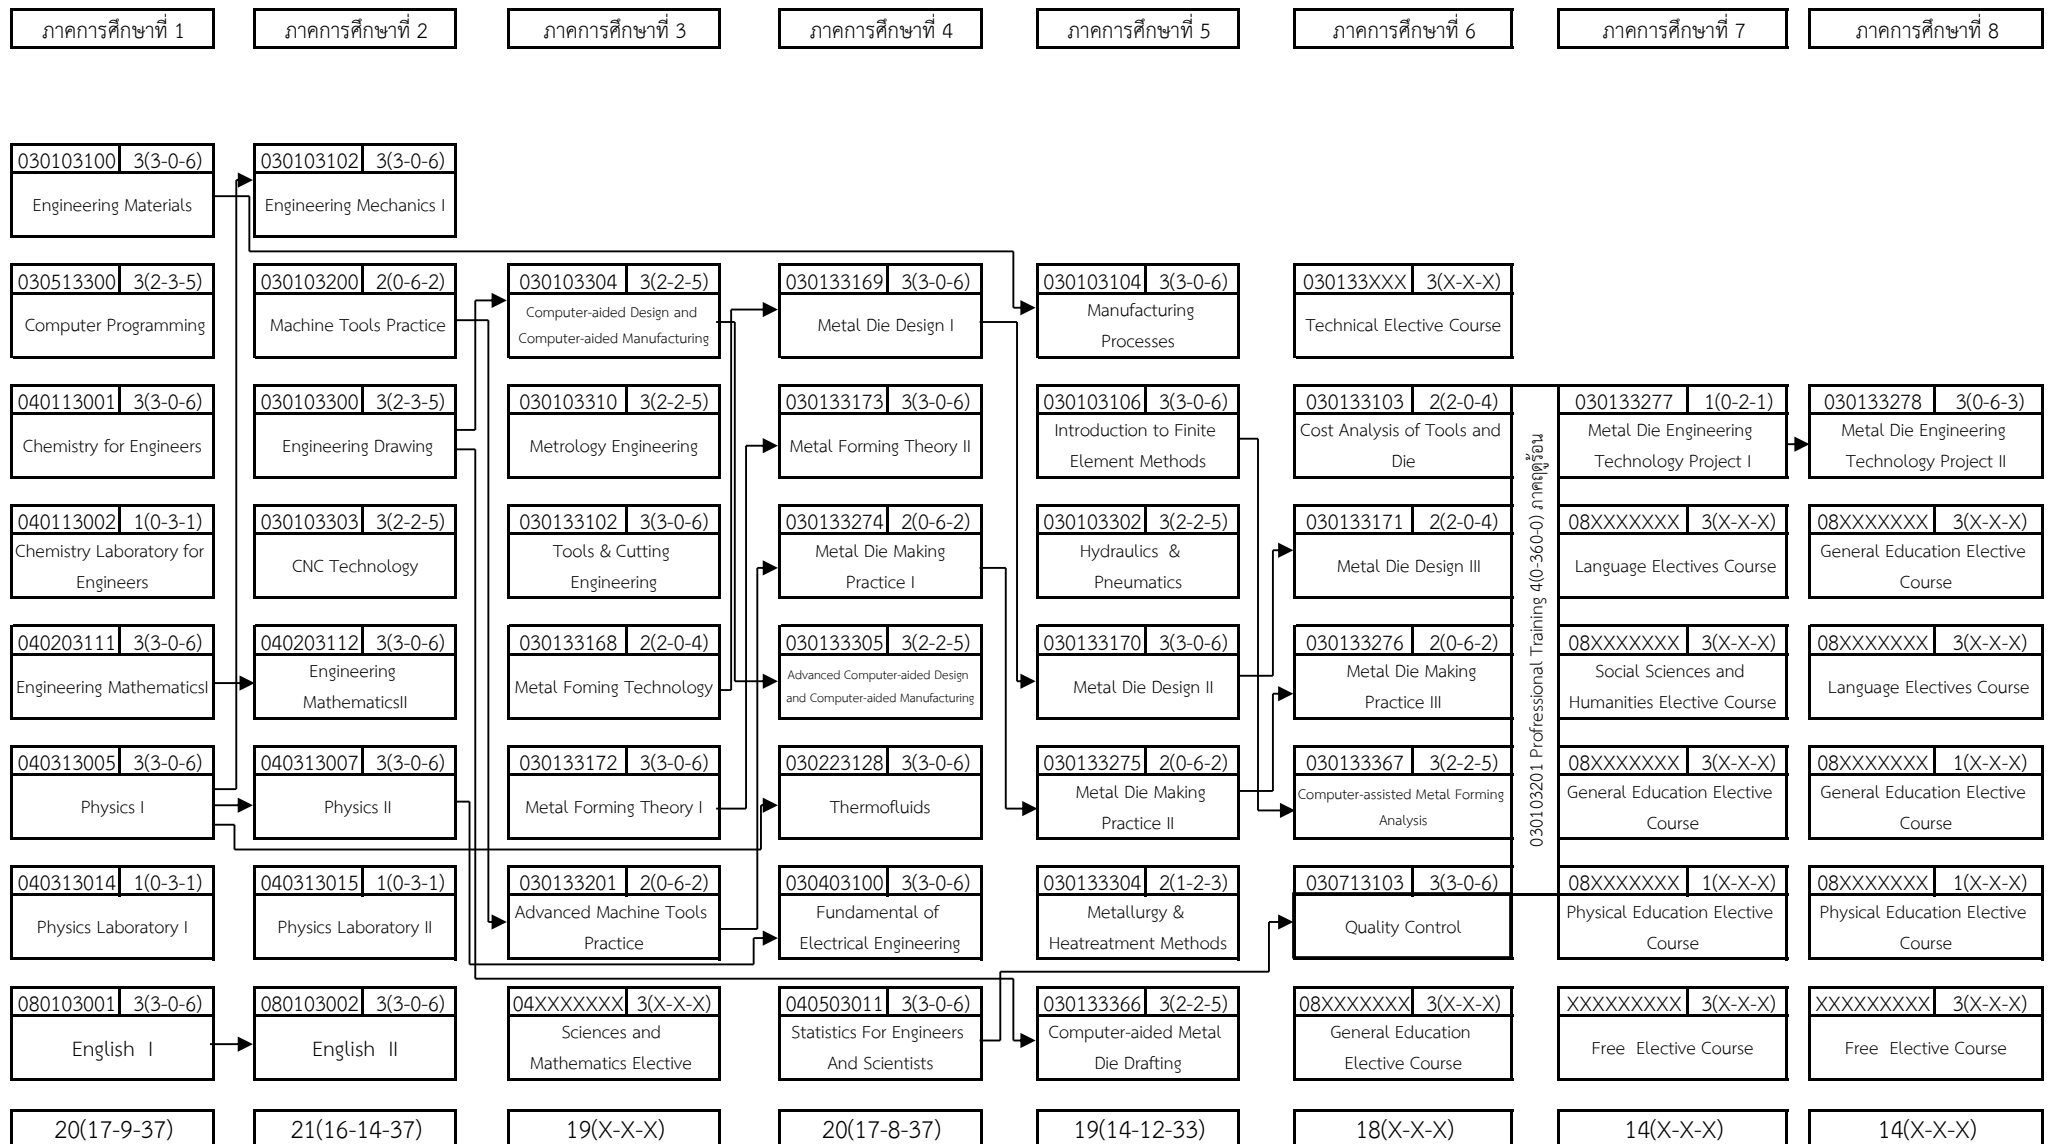 ภาคการศึกษาที่ 1
ภาคการศึกษาที่ 2
ภาคการศึกษาที่ 3
ภาคการศึกษาที่ 4
ภาคการศึกษาที่ 5
ภาคการศึกษาที่ 6
ภาคการศึกษาที่ 7
ภาคการศึกษาที่ 8
030103100 3(3-0-6)
Engineering Materials
030103102 3(3-0-6)
Engineering Mechanics I
030513300 3(2-3-5)
Computer Programming
030103200 2(0-6-2)
Machine Tools Practice
030103304 3(2-2-5)
Computer-aided Design and
Computer-aided Manufacturing
030133169 3(3-0-6)
Metal Die Design I
030103104 3(3-0-6)
Manufacturing
Processes
030133XXX 3(X-X-X)
Technical Elective Course
040113001 3(3-0-6)
Chemistry for Engineers
030103300 3(2-3-5)
Engineering Drawing
030103310 3(2-2-5)
Metrology Engineering
030133173 3(3-0-6)
Metal Forming Theory II
030103106 3(3-0-6)
Introduction to Finite
Element Methods
030133103 2(2-0-4)
Cost Analysis of Tools and
Die
030103201 Profressional Training 4(0-360-0) ภาคฤดูร้อน
030133277 1(0-2-1)
Metal Die Engineering
Technology Project I
030133278 3(0-6-3)
Metal Die Engineering
Technology Project II
040113002 1(0-3-1)
Chemistry Laboratory for
Engineers
030103303 3(2-2-5)
CNC Technology
030133102 3(3-0-6)
Tools & Cutting
Engineering
030133274 2(0-6-2)
Metal Die Making
Practice I
030103302 3(2-2-5)
Hydraulics &
Pneumatics
030133171 2(2-0-4)
Metal Die Design III
08XXXXXXX 3(X-X-X)
Language Electives Course
08XXXXXXX 3(X-X-X)
General Education Elective
Course
040203111 3(3-0-6)
Engineering MathematicsI
040203112 3(3-0-6)
Engineering
MathematicsII
030133168 2(2-0-4)
Metal Foming Technology
030133305 3(2-2-5)
Advanced Computer-aided Design
and Computer-aided Manufacturing
030133170 3(3-0-6)
Metal Die Design II
030133276 2(0-6-2)
Metal Die Making
Practice III
08XXXXXXX 3(X-X-X)
Social Sciences and
Humanities Elective Course
08XXXXXXX 3(X-X-X)
Language Electives Course
040313005 3(3-0-6)
Physics I
040313007 3(3-0-6)
Physics II
030133172 3(3-0-6)
Metal Forming Theory I
030223128 3(3-0-6)
Thermofluids
030133275 2(0-6-2)
Metal Die Making
Practice II
030133367 3(2-2-5)
Computer-assisted Metal Forming
Analysis
08XXXXXXX 3(X-X-X)
General Education Elective
Course
08XXXXXXX 1(X-X-X)
General Education Elective
Course
040313014 1(0-3-1)
Physics Laboratory I
040313015 1(0-3-1)
Physics Laboratory II
030133201 2(0-6-2)
Advanced Machine Tools
Practice
030403100 3(3-0-6)
Fundamental of
Electrical Engineering
030133304 2(1-2-3)
Metallurgy &
Heatreatment Methods
030713103 3(3-0-6)
Quality Control
08XXXXXXX 1(X-X-X)
Physical Education Elective
Course
08XXXXXXX 1(X-X-X)
Physical Education Elective
Course
080103001 3(3-0-6)
English I
080103002 3(3-0-6)
English II
04XXXXXXX 3(X-X-X)
Sciences and
Mathematics Elective
040503011 3(3-0-6)
Statistics For Engineers
And Scientists
030133366 3(2-2-5)
Computer-aided Metal
Die Drafting
08XXXXXXX 3(X-X-X)
General Education
Elective Course
XXXXXXXXX 3(X-X-X)
Free Elective Course
XXXXXXXXX 3(X-X-X)
Free Elective Course
20(17-9-37)
21(16-14-37)
19(X-X-X)
20(17-8-37)
19(14-12-33)
18(X-X-X)
14(X-X-X)
14(X-X-X)